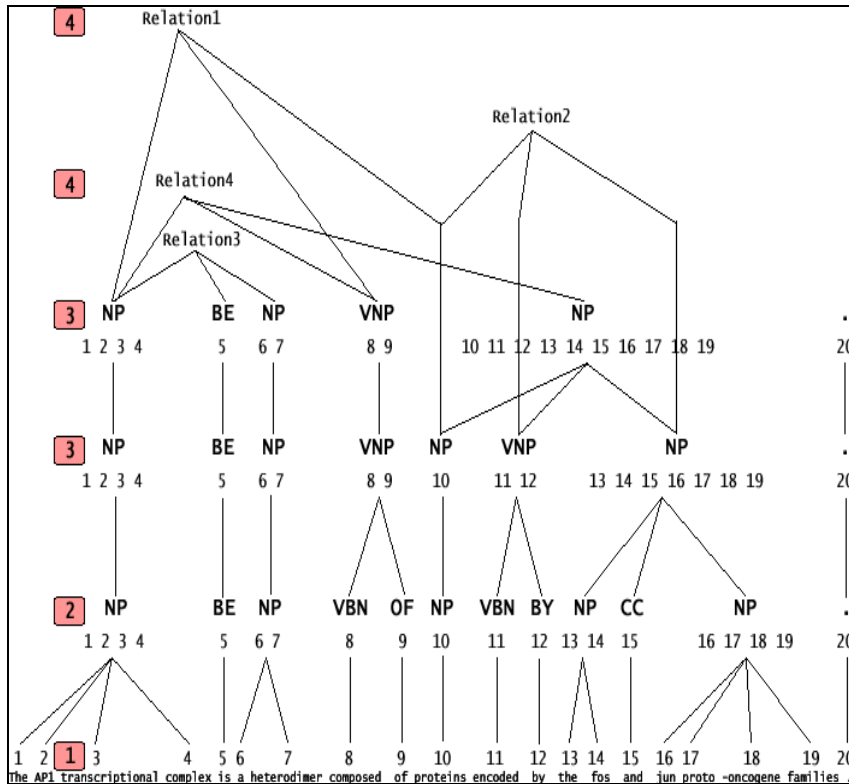 4 Relation1
Relation2
4 Relation4
Relation3
3 NP BE NP VNP NP .
1 2 3 4 5 6 7 8 9 10 11 12 13 14 15 16 17 18 19 20
3 NP BE NP VNP NP VNP NP .
1 2 3 4 5 6 7 8 9 10 11 12 13 14 15 16 17 18 19 20
2 NP BE NP VBN OF NP VBN BY NP CC NP .
1 2 3 4 5 6 7 8 9 10 11 12 13 14 15 16 17 18 19 20
1 2 1 3 4 5 6 7 8 9 10 11 12 13 14 15 16 17 18 19 20
The AP1 transcriptional complex is a heterodimer composed of proteins encoded by the fos and jun proto -oncogene families .